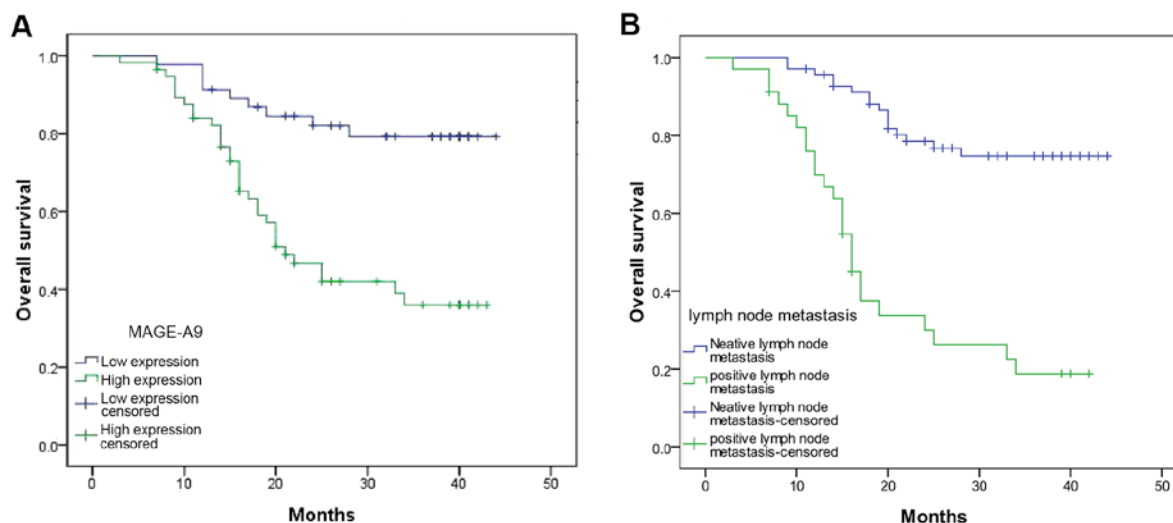 A
1.0
0.8
0.6
0.4
0.2
0.0
Overall survival
MAGE-A9
Low expression
High expression
Low expression
censored
High expression
censored
0
10
20
30
40
50
Months
B
1.0
0.8
0.6
0.4
0.2
0.0
Overall survival
lymph node metastasis
Neative lymph node
metastasis
positive lymph node
metastasis
Neative lymph node
metastasis-censored
positive lymph node
metastasis-censored
0
10
20
30
40
50
Months